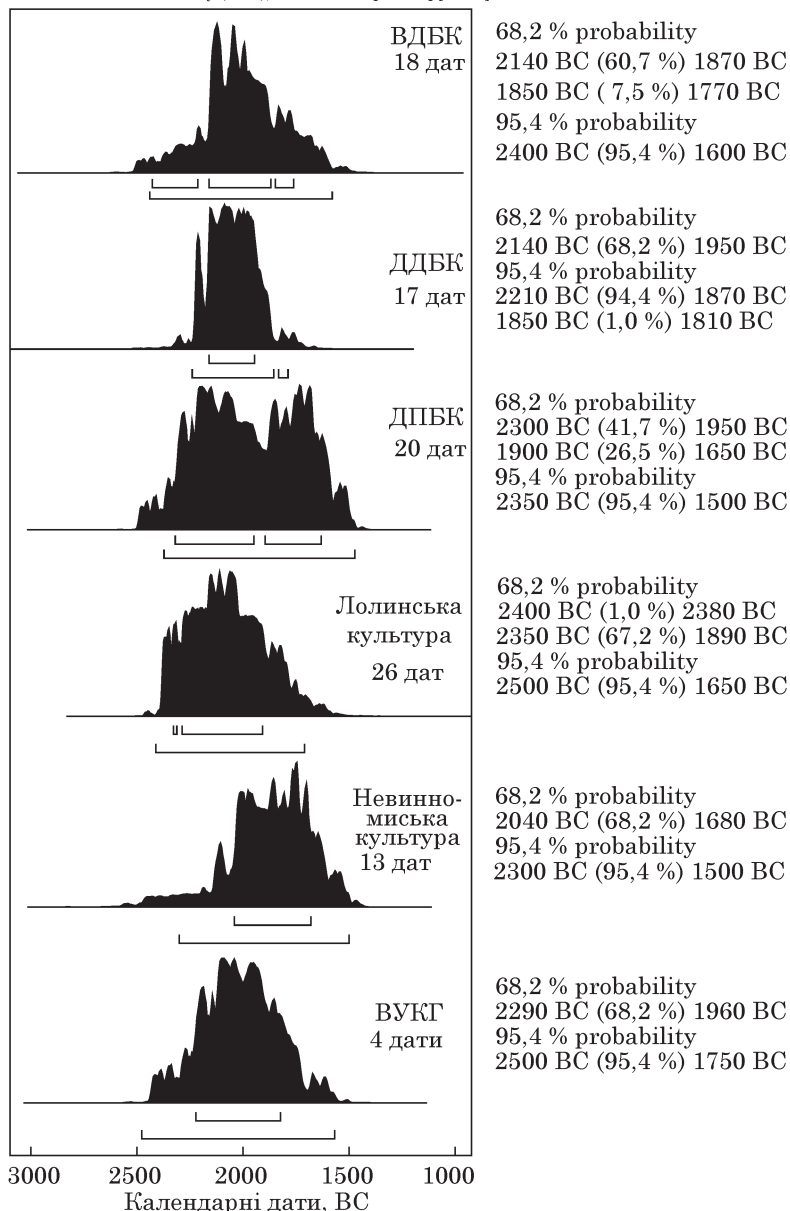 ВДБК
18 дат
68,2 % probability
2140 BC (60,7 %) 1870 BC
1850 BC ( 7,5 %) 1770 BC
95,4 % probability
2400 BC (95,4 %) 1600 BC
ДДБК
17 дат
68,2 % probability
2140 BC (68,2 %) 1950 BC
95,4 % probability
2210 BC (94,4 %) 1870 BC
1850 BC (1,0 %) 1810 BC
ДПБК
20 дат
68,2 % probability
2300 BC (41,7 %) 1950 BC
1900 BC (26,5 %) 1650 BC
95,4 % probability
2350 BC (95,4 %) 1500 BC
Лолинська
культура
26 дат
68,2 % probability
2400 BC (1,0 %) 2380 BC
2350 BC (67,2 %) 1890 BC
95,4 % probability
2500 BC (95,4 %) 1650 BC
Невинно-
миська
культура
13 дат
68,2 % probability
2040 BC (68,2 %) 1680 BC
95,4 % probability
2300 BC (95,4 %) 1500 BC
ВУКГ
4 дати
68,2 % probability
2290 BC (68,2 %) 1960 BC
95,4 % probability
2500 BC (95,4 %) 1750 BC
3000 2500 2000 1500 1000
Календарні дати, BC